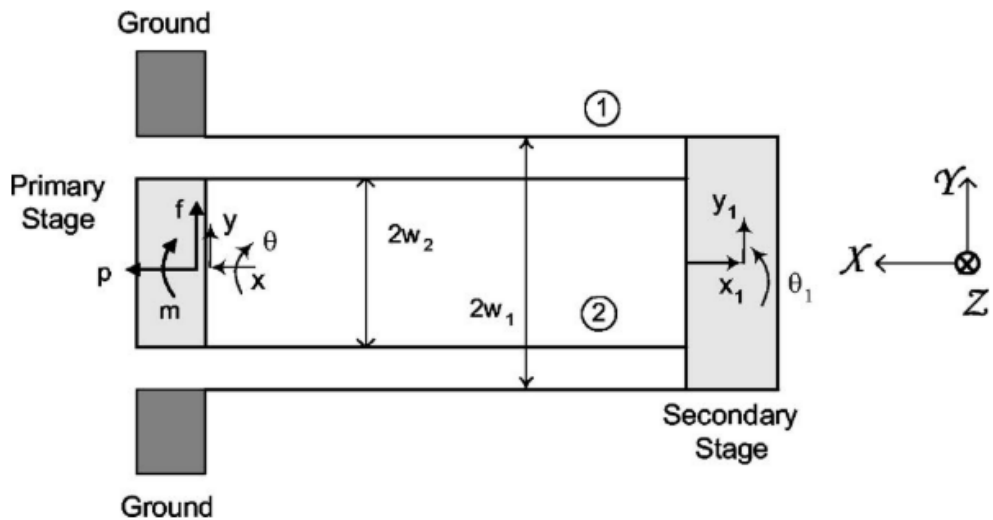 Ground
①
Primary
Stage
f
y
θ
p
x
m
2w₂
2w₁
②
y₁
x₁
θ₁
Y
X
Z
Secondary
Stage
Ground